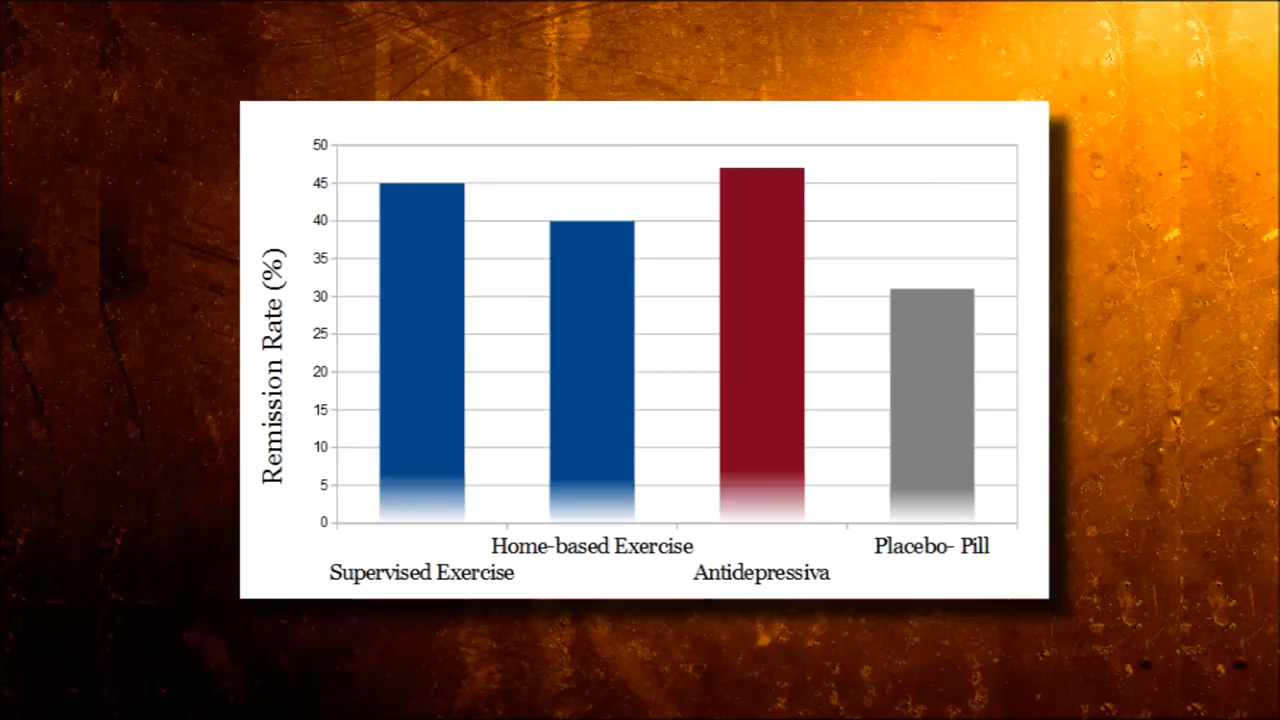 Remission Rate (%)
50
45
40
35
30
25
20
15
10
5
0
Home-based Exercise
Placebo- Pill
Supervised Exercise
Antidepressiva